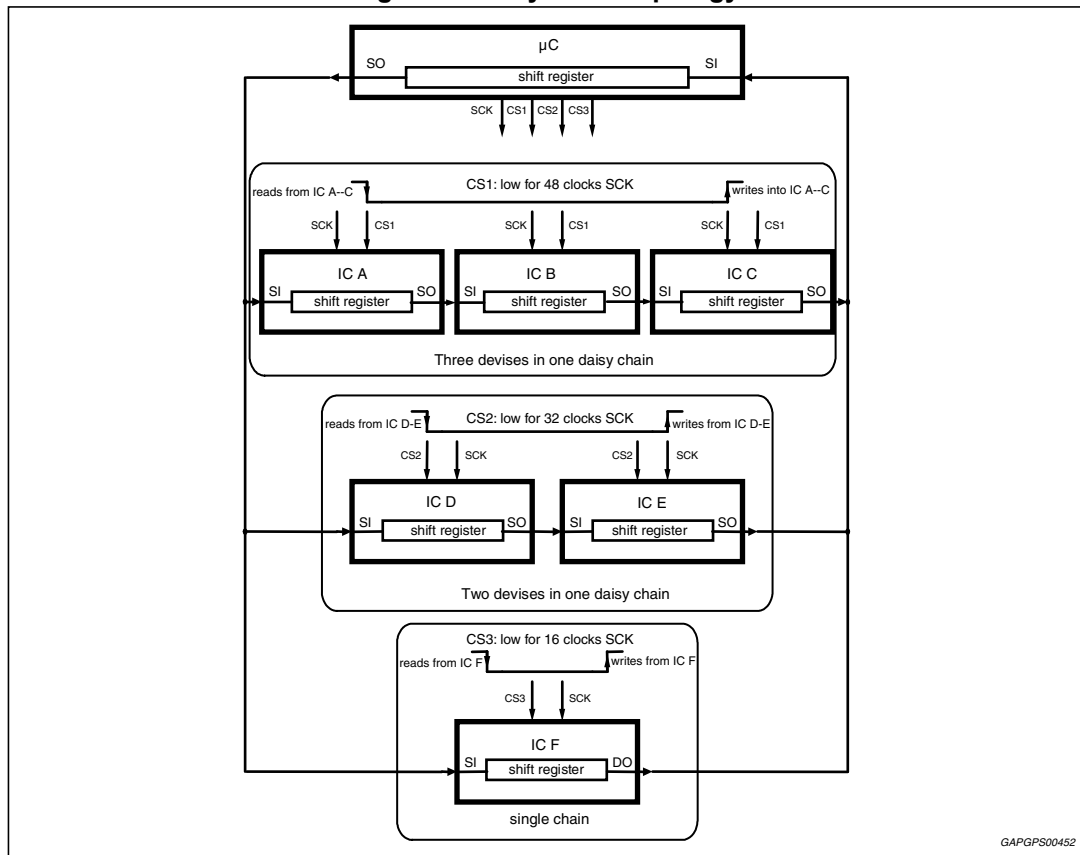 µC
SO
shift register
SI
SCK
CS1
CS2
CS3
reads from IC A--C
CS1: low for 48 clocks SCK
writes into IC A--C
SCK
CS1
SCK
CS1
SCK
CS1
IC A
SI
shift register
SO
IC B
SI
shift register
SO
IC C
SI
shift register
SO
Three devises in one daisy chain
reads from IC D-E
CS2: low for 32 clocks SCK
writes from IC D-E
CS2
SCK
CS2
SCK
IC D
SI
shift register
SO
IC E
SI
shift register
SO
Two devises in one daisy chain
CS3: low for 16 clocks SCK
reads from IC F
writes from IC F
CS3
SCK
IC F
SI
shift register
DO
single chain
GAPGPS00452